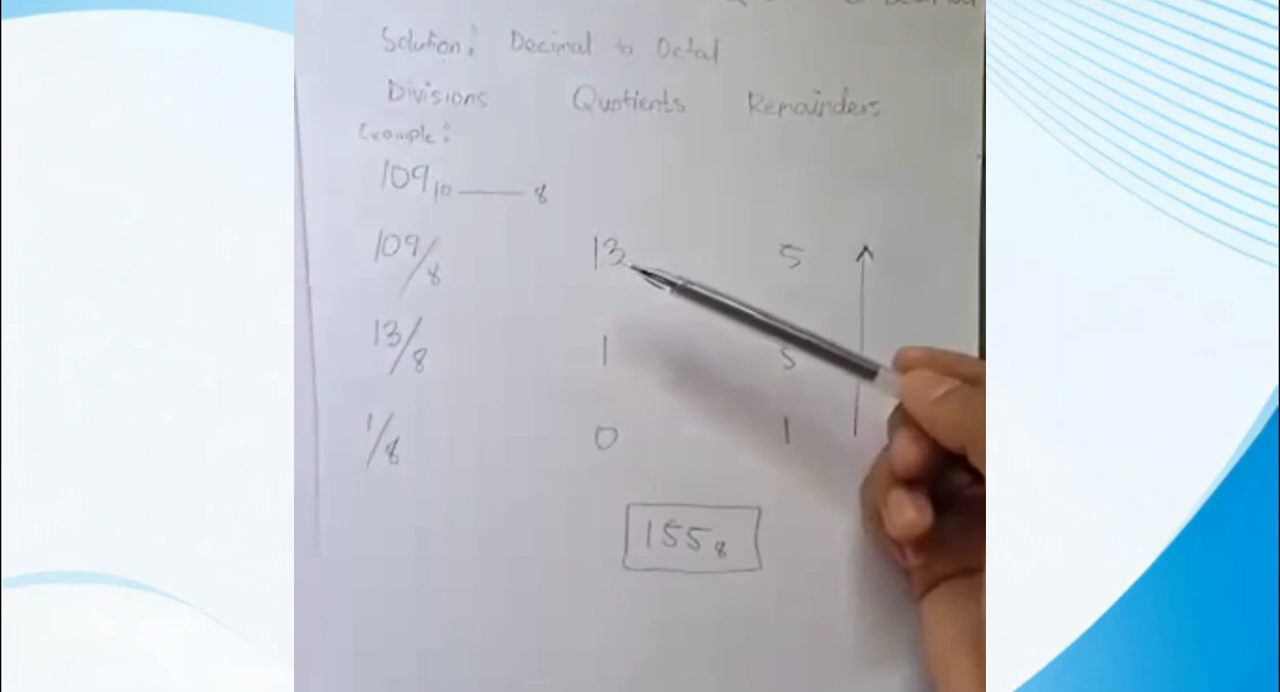 Solution: Decimal to Octal
Divisions Quotients Remainders
Example:
109₁₀ ____ ₈
109/8 13 5
13/8 1 5
1/8 0 1
155₈